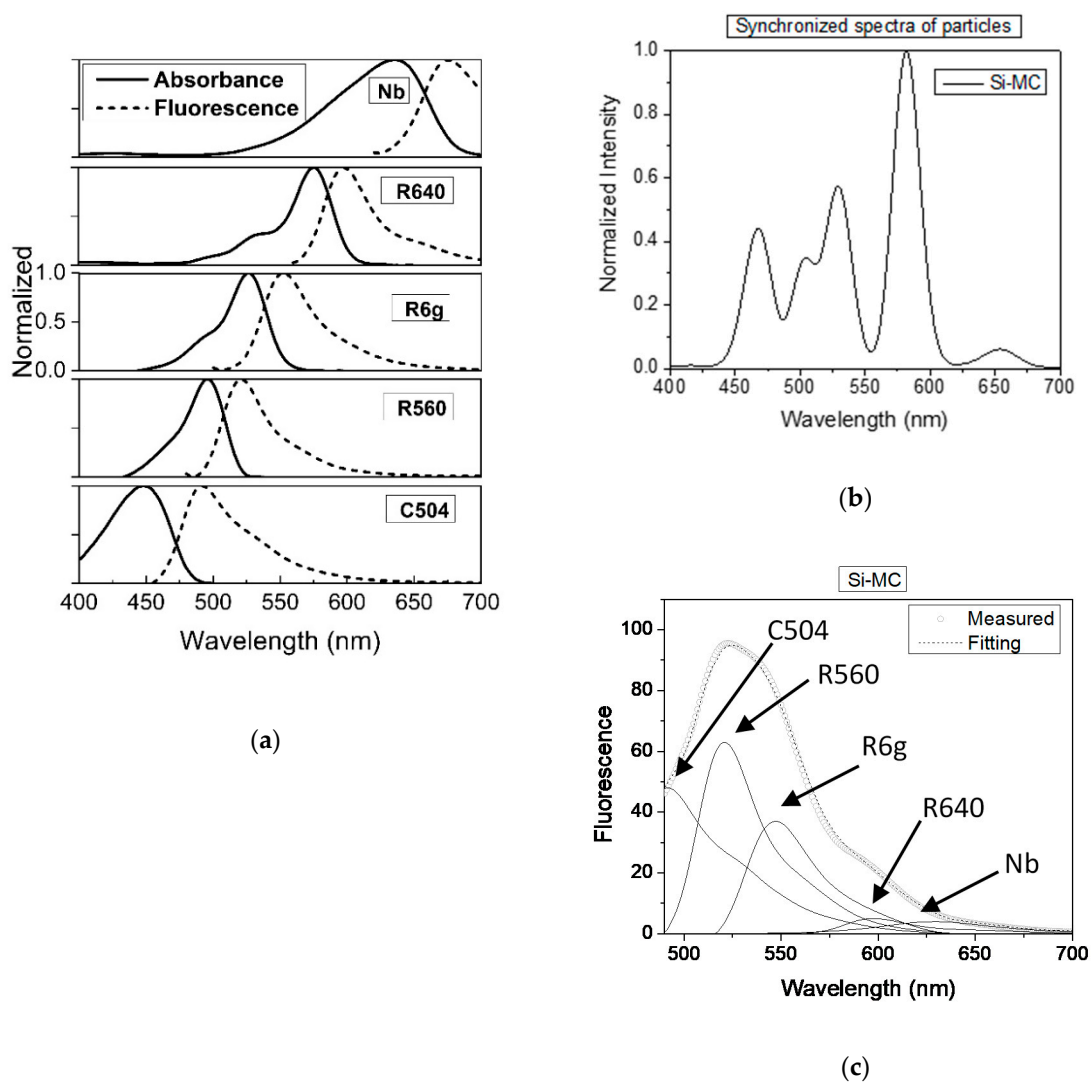 Absorbance
Fluorescence
Nb
R640
1.0
R6g
0.5
0.0
R560
C504
Normalized
400 450 500 550 600 650 700
Wavelength (nm)
(a)
Synchronized spectra of particles
1.0
Si-MC
0.8
0.6
0.4
0.2
0.0
Normalized Intensity
400 450 500 550 600 650 700
Wavelength (nm)
(b)
Si-MC
100
Measured
Fitting
C504
80
R560
60
R6g
40
R640
20
Nb
0
Fluorescence
500 550 600 650 700
Wavelength (nm)
(c)